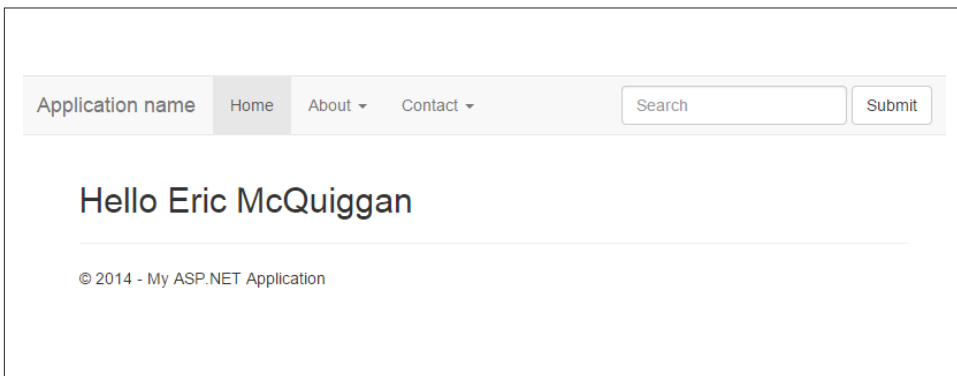 Application name Home About Contact Search Submit
Hello Eric McQuiggan
© 2014 - My ASP.NET Application